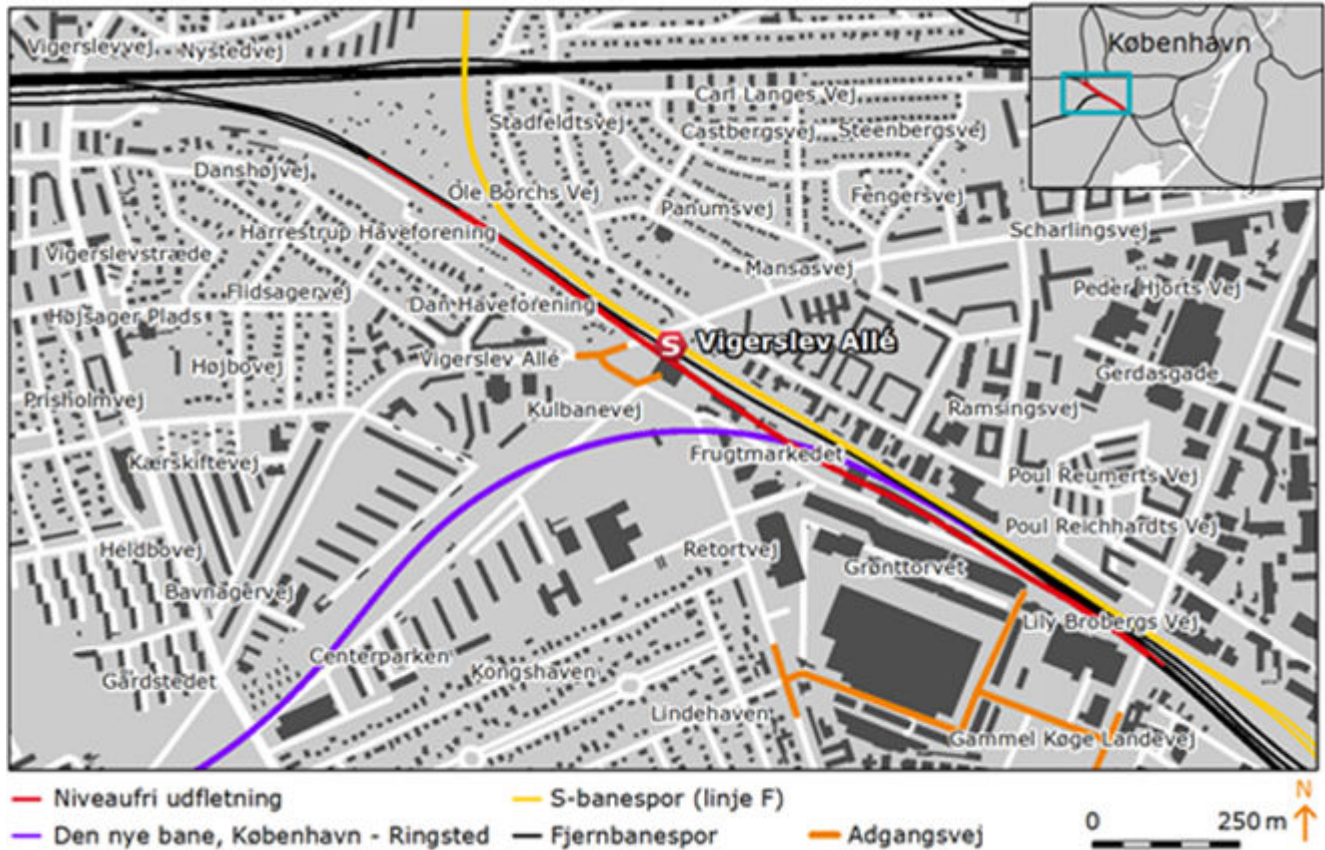 København
Vigerslevvej
Nystedvej
Carl Langes Vej
Stadfeldtsvej
Castbergsvej
Steenbergsvej
Danshøjvej
Ole Borchs Vej
Fengersvej
Panumsvej
Harrestrup Haveforening
Scharlingsvej
Vigerslevstræde
Mansasvej
Flidsagervej
Dan Haveforening
Peder Hjorts Vej
Højsager Plads
S
Vigerslev Allé
Vigerslev Allé
Højbovej
Gerdasgade
Prisholmvej
Kulbanevej
Ramsingsvej
Frugtmarkedet
Kærskiftevej
Poul Reumerts Vej
Poul Reichhardts Vej
Heldbovej
Retortvej
Grønttorvet
Bavnagervej
Lily Brobergs Vej
Centerparken
Kongshaven
Gårdstedet
Lindehaven
Gammel Køge Landevej
Niveaufri udfletning
S-banespor (linje F)
Den nye bane, København - Ringsted
Fjernbanespor
Adgangsvej
0 250 m
N